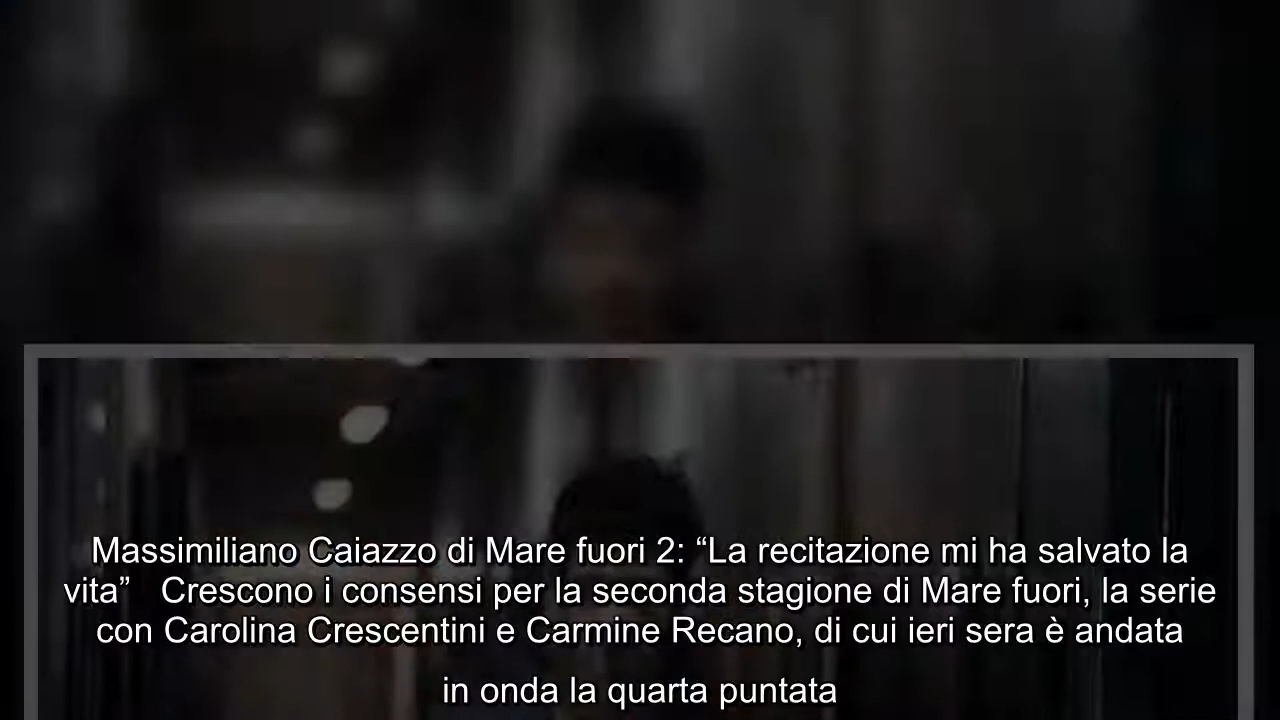 Massimiliano Caiazzo di Mare fuori 2: “La recitazione mi ha salvato la
vita”   Crescono i consensi per la seconda stagione di Mare fuori, la serie
con Carolina Crescentini e Carmine Recano, di cui ieri sera è andata
in onda la quarta puntata